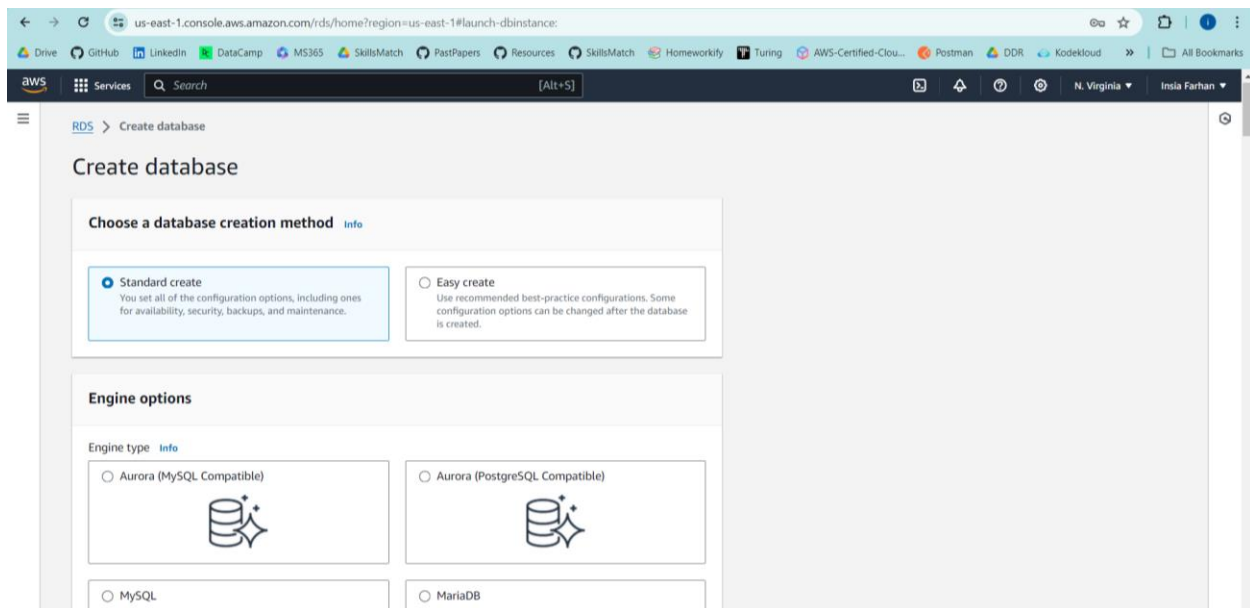 us-east-1.console.aws.amazon.com/rds/home?region=us-east-1#launch-dbinstance:
Drive GitHub LinkedIn DataCamp MS365 SkillsMatch PastPapers Resources SkillsMatch Homeworkify Turing AWS-Certified-Clou... Postman DDR Kodekloud » All Bookmarks
aws Services Search [Alt+S] N. Virginia Insia Farhan
RDS > Create database
Create database
Choose a database creation method Info
Standard create
You set all of the configuration options, including ones
for availability, security, backups, and maintenance.
Easy create
Use recommended best-practice configurations. Some
configuration options can be changed after the database
is created.
Engine options
Engine type Info
Aurora (MySQL Compatible)
Aurora (PostgreSQL Compatible)
MySQL
MariaDB